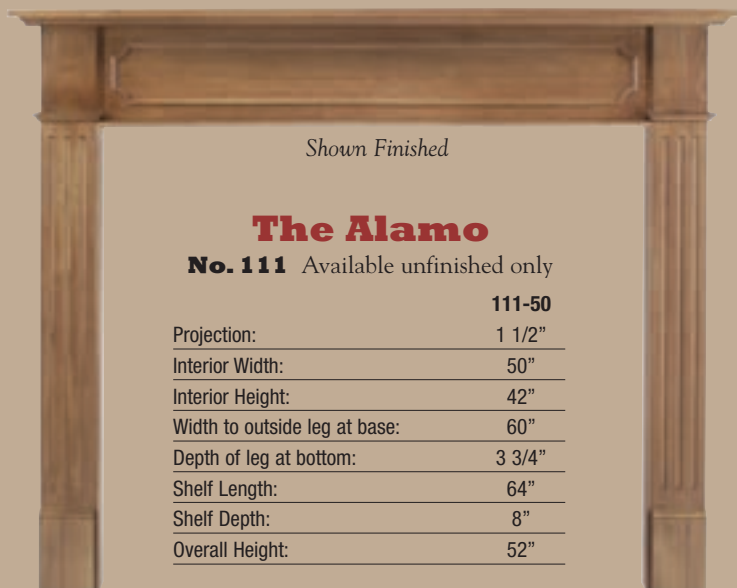 Shown Finished
The Alamo
No. 111 Available unfinished only
111-50
Projection: 1 1/2”
Interior Width: 50”
Interior Height: 42”
Width to outside leg at base: 60”
Depth of leg at bottom: 3 3/4”
Shelf Length: 64”
Shelf Depth: 8”
Overall Height: 52”